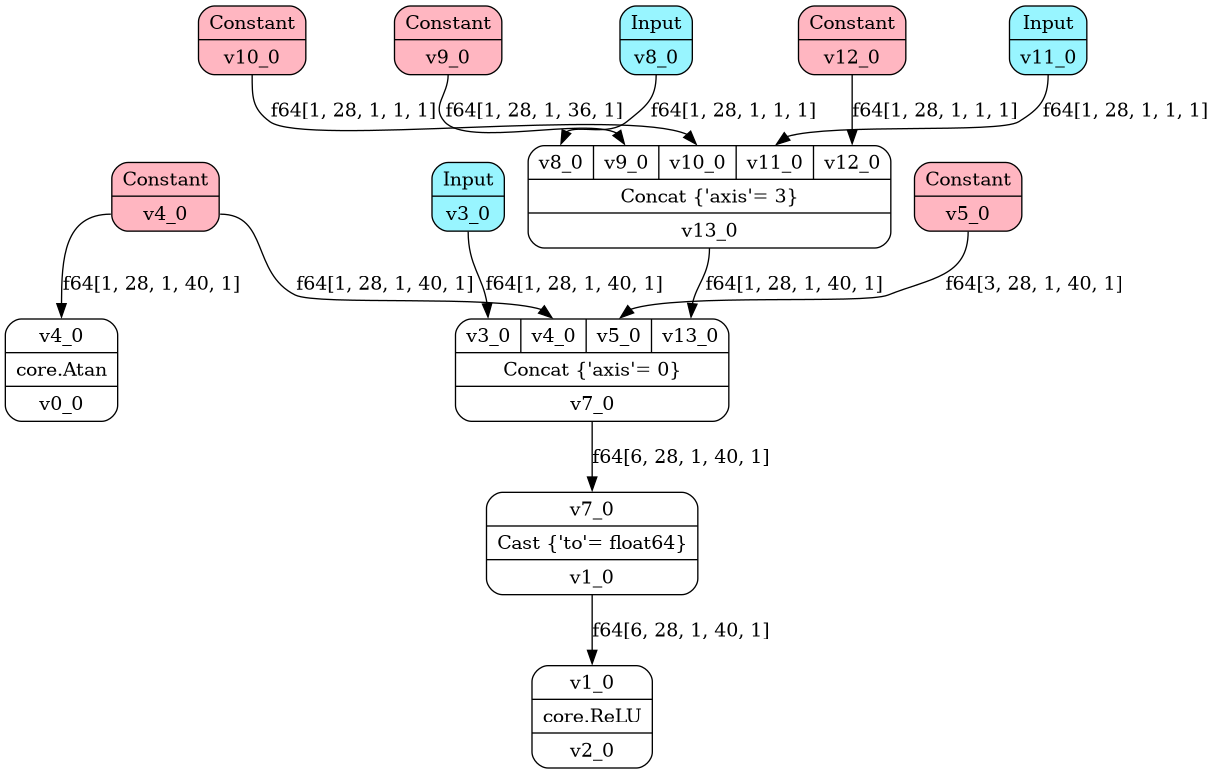 Constant
v10_0
Constant
v9_0
Input
v8_0
Constant
v12_0
Input
v11_0
f64[1, 28, 1, 1, 1]
f64[1, 28, 1, 36, 1]
f64[1, 28, 1, 1, 1]
f64[1, 28, 1, 1, 1]
f64[1, 28, 1, 1, 1]
v8_0 v9_0 v10_0 v11_0 v12_0
Concat {'axis'= 3}
v13_0
Constant
v4_0
Input
v3_0
Constant
v5_0
f64[1, 28, 1, 40, 1]
f64[1, 28, 1, 40, 1]
f64[1, 28, 1, 40, 1]
f64[1, 28, 1, 40, 1]
f64[3, 28, 1, 40, 1]
v4_0
core.Atan
v0_0
v3_0 v4_0 v5_0 v13_0
Concat {'axis'= 0}
v7_0
f64[6, 28, 1, 40, 1]
v7_0
Cast {'to'= float64}
v1_0
f64[6, 28, 1, 40, 1]
v1_0
core.ReLU
v2_0